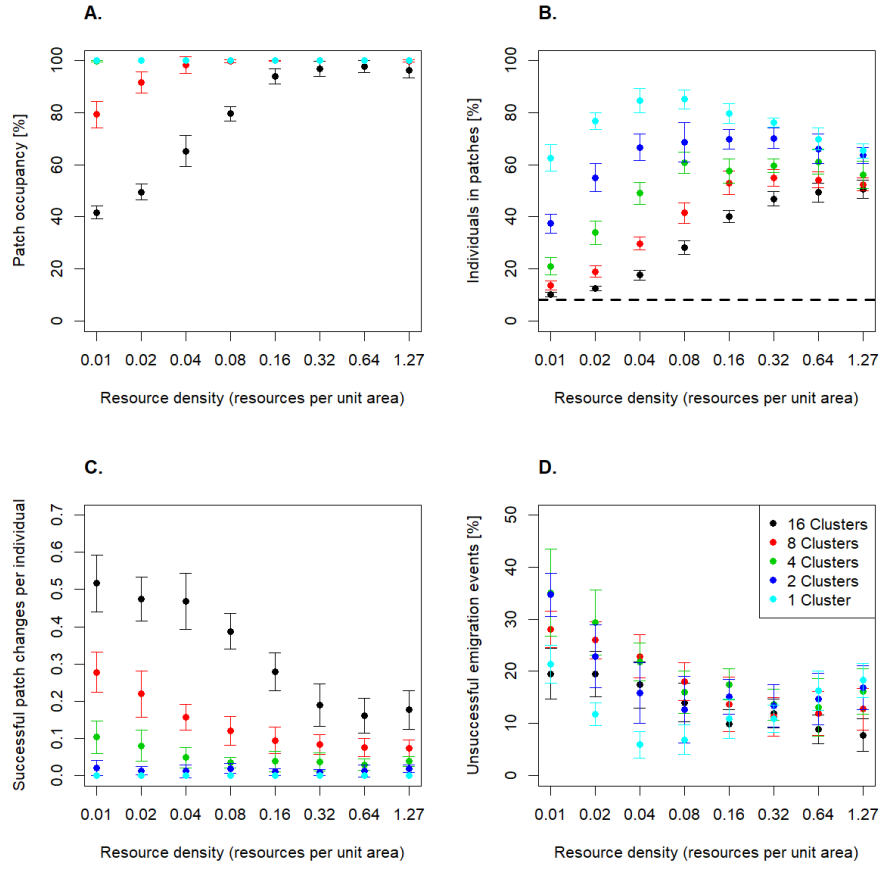 A.
Patch occupancy [%]
100
80
60
40
20
0
0.01 0.02 0.04 0.08 0.16 0.32 0.64 1.27
Resource density (resources per unit area)
B.
Individuals in patches [%]
100
80
60
40
20
0
0.01 0.02 0.04 0.08 0.16 0.32 0.64 1.27
Resource density (resources per unit area)
C.
Successful patch changes per individual
0.7
0.6
0.5
0.4
0.3
0.2
0.1
0.0
0.01 0.02 0.04 0.08 0.16 0.32 0.64 1.27
Resource density (resources per unit area)
D.
Unsuccessful emigration events [%]
50
40
30
20
10
0
16 Clusters
8 Clusters
4 Clusters
2 Clusters
1 Cluster
0.01 0.02 0.04 0.08 0.16 0.32 0.64 1.27
Resource density (resources per unit area)